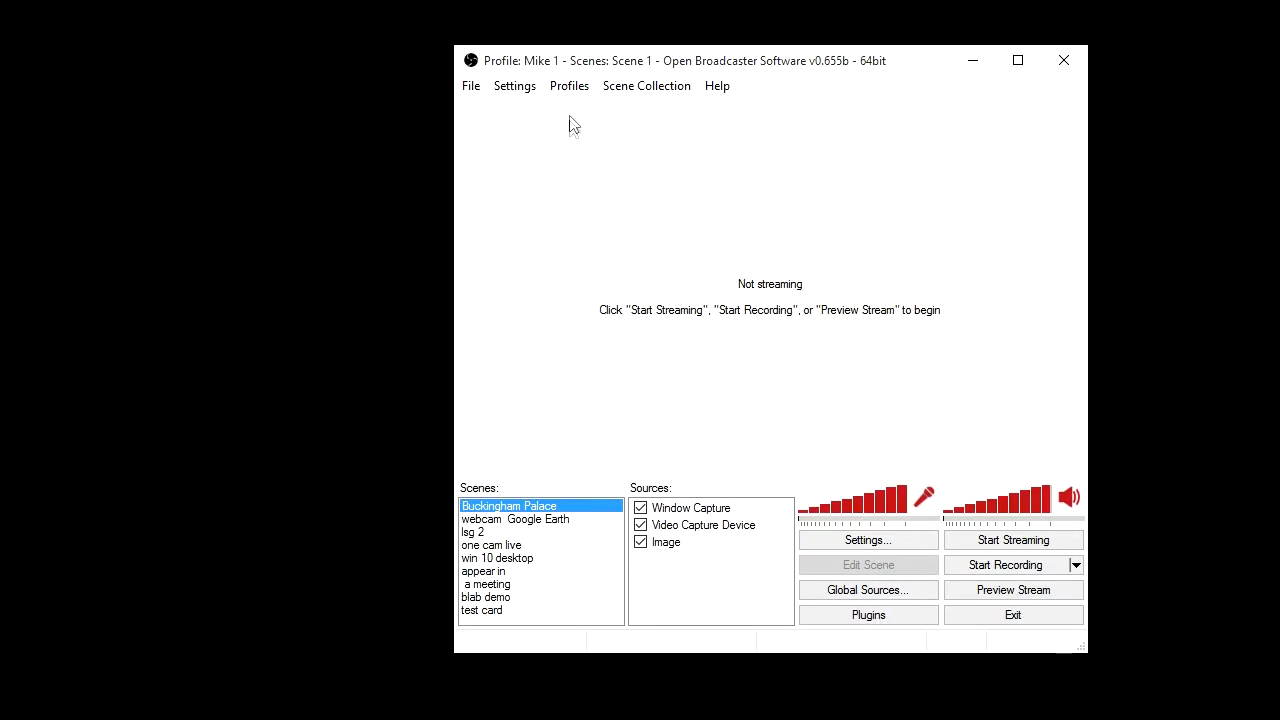 Profile: Mike 1 - Scenes: Scene 1 - Open Broadcaster Software v0.655b - 64bit
File Settings Profiles Scene Collection Help
Not streaming
Click "Start Streaming", "Start Recording", or "Preview Stream" to begin
Scenes:
Buckingham Palace
webcam Google Earth
lsg 2
one cam live
win 10 desktop
appear in
a meeting
blab demo
test card
Sources:
Window Capture
Video Capture Device
Image
Settings...
Start Streaming
Edit Scene
Start Recording
Global Sources...
Preview Stream
Plugins
Exit